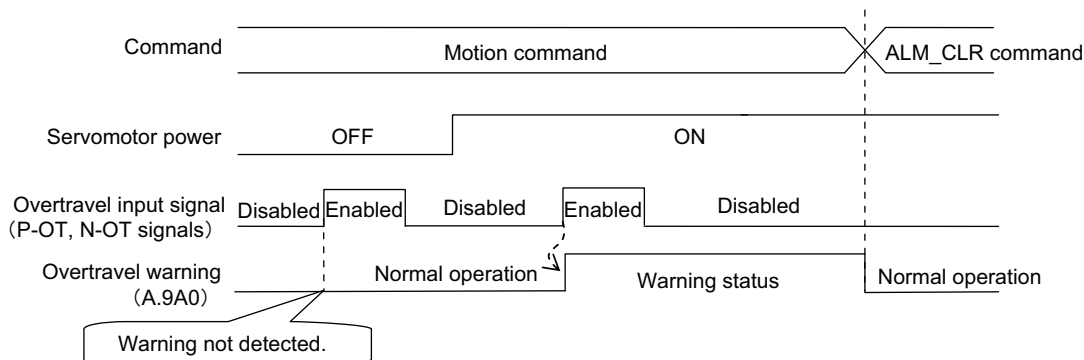 Command
Motion command
ALM_CLR command
Servomotor power
OFF
ON
Overtravel input signal
（P-OT, N-OT signals）
Disabled
Enabled
Disabled
Enabled
Disabled
Overtravel warning
（A.9A0）
Normal operation
Warning status
Normal operation
Warning not detected.